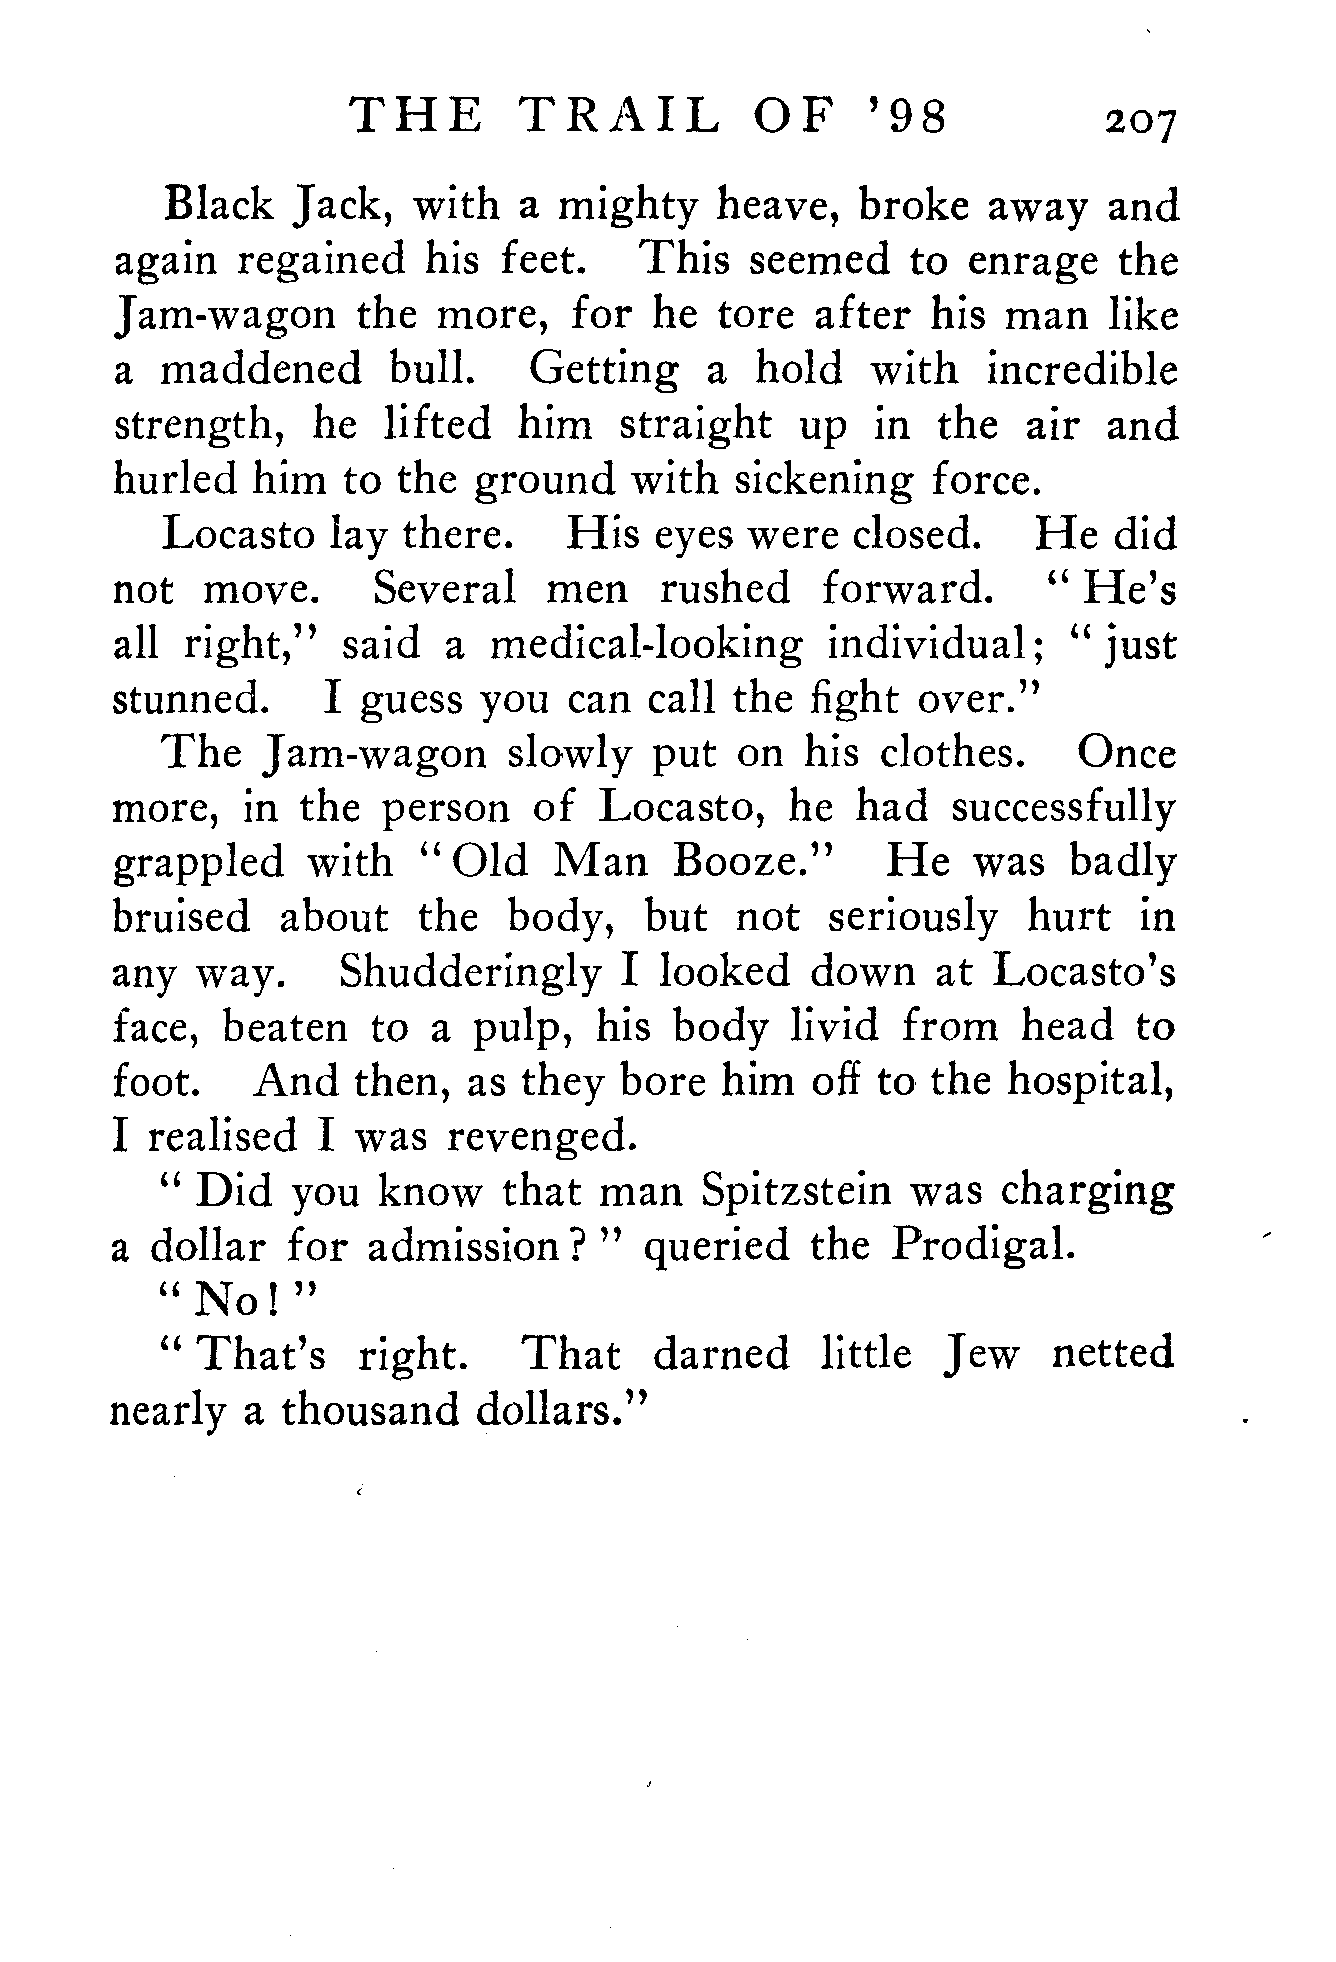 THE TRAIL OF '98 207
Black Jack, with a mighty heave, broke away and
again regained his feet. This seemed to enrage the
Jam-wagon the more, for he tore after his man like
a maddened bull. Getting a hold with incredible
strength, he lifted him straight up in the air and
hurled him to the ground with sickening force.
Locasto lay there. His eyes were closed. He did
not move. Several men rushed forward. " He's
all right," said a medical-looking individual; " just
stunned. I guess you can call the fight over."
The Jam-wagon slowly put on his clothes. Once
more, in the person of Locasto, he had successfully
grappled with " Old Man Booze." He was badly
bruised about the body, but not seriously hurt in
any way. Shudderingly I looked down at Locasto's
face, beaten to a pulp, his body livid from head to
foot. And then, as they bore him off to the hospital,
I realised I was revenged.
" Did you know that man Spitzstein was charging
a dollar for admission? " queried the Prodigal.
" No! "
" That's right. That darned little Jew netted
nearly a thousand dollars."